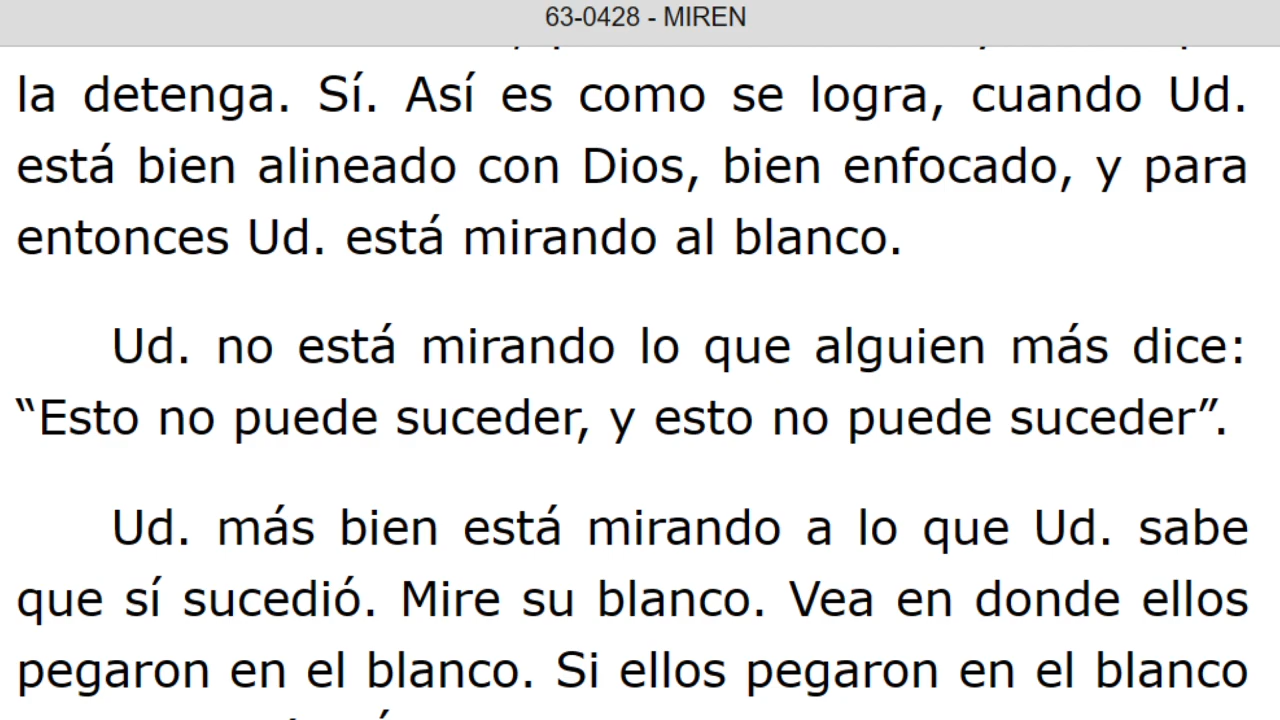 63-0428 - MIREN
la detenga. Sí. Así es como se logra, cuando Ud.
está bien alineado con Dios, bien enfocado, y para
entonces Ud. está mirando al blanco.
Ud. no está mirando lo que alguien más dice:
“Esto no puede suceder, y esto no puede suceder”.
Ud. más bien está mirando a lo que Ud. sabe
que sí sucedió. Mire su blanco. Vea en donde ellos
pegaron en el blanco. Si ellos pegaron en el blanco